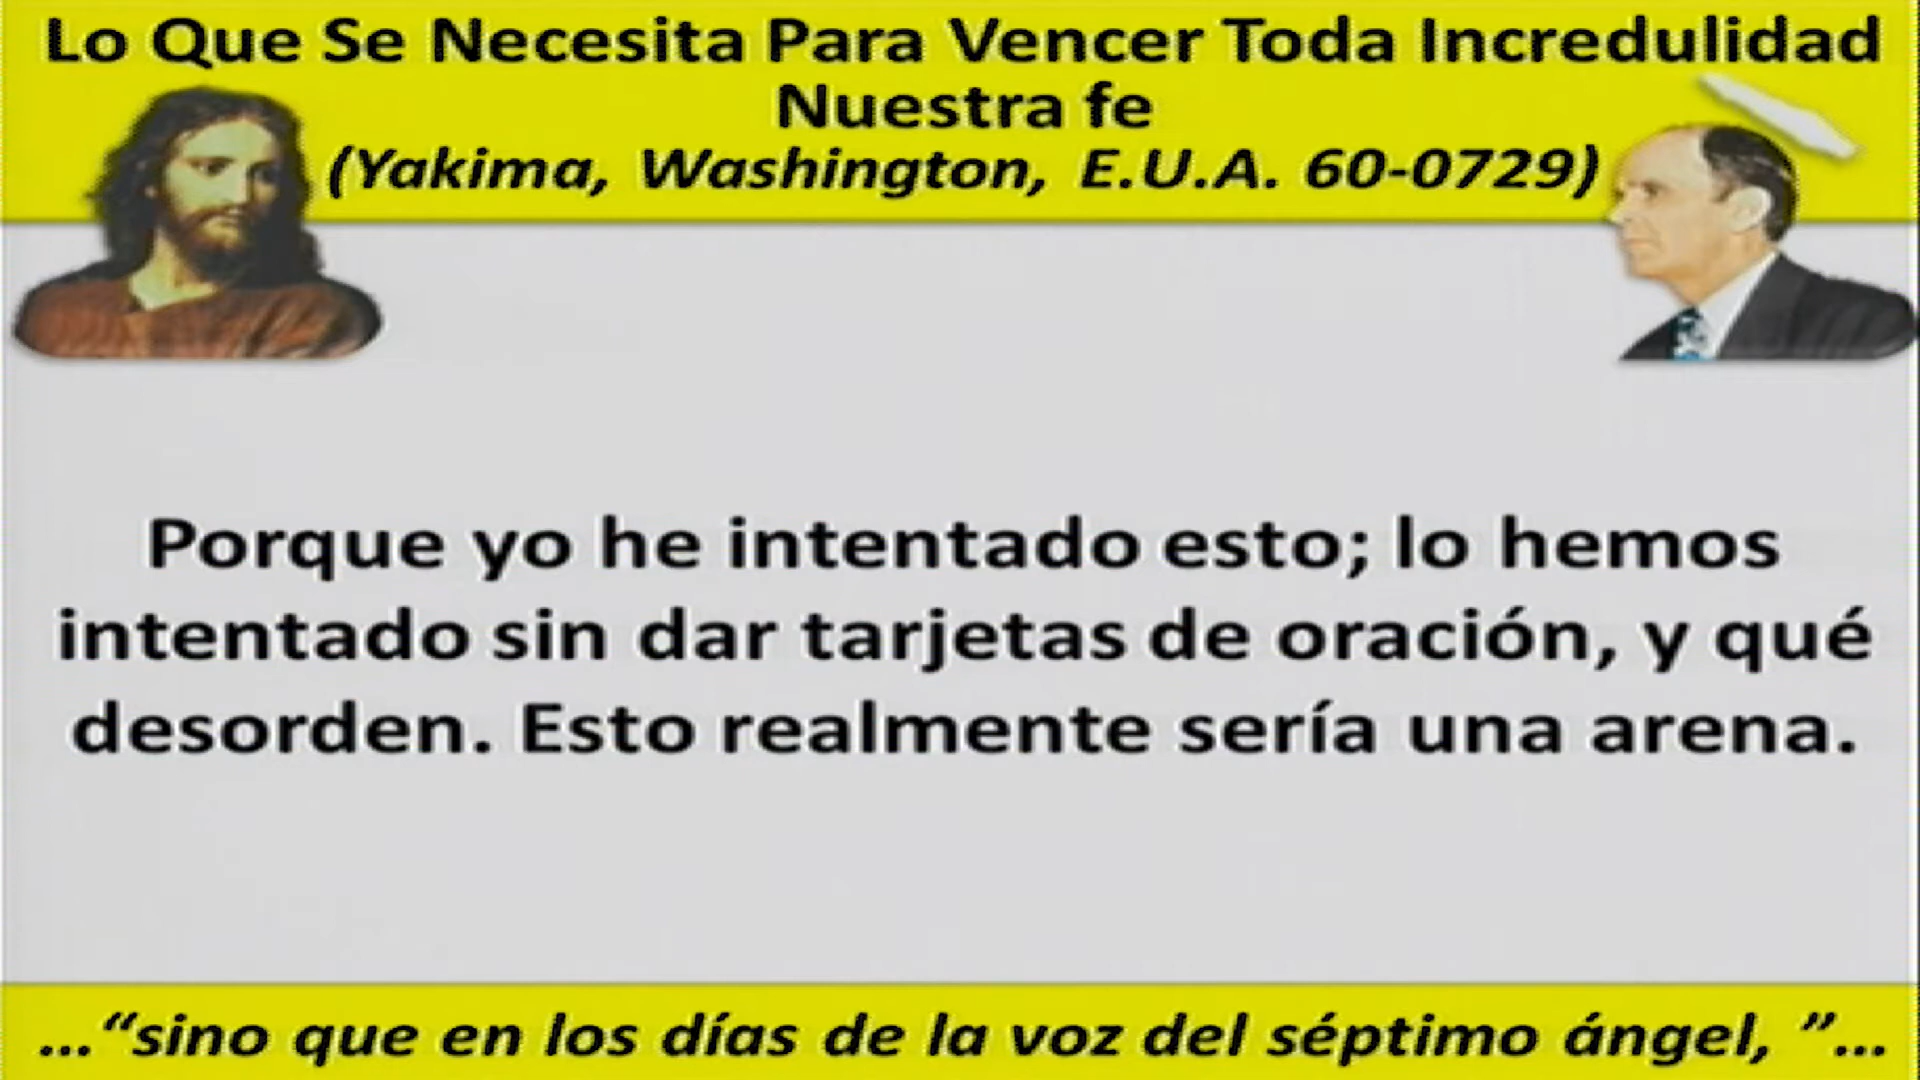 Lo Que Se Necesita Para Vencer Toda Incredulidad
Nuestra fe
(Yakima, Washington, E.U.A. 60-0729)
Porque yo he intentado esto; lo hemos
intentado sin dar tarjetas de oración, y qué
desorden. Esto realmente sería una arena.
...“sino que en los días de la voz del séptimo ángel, ”...